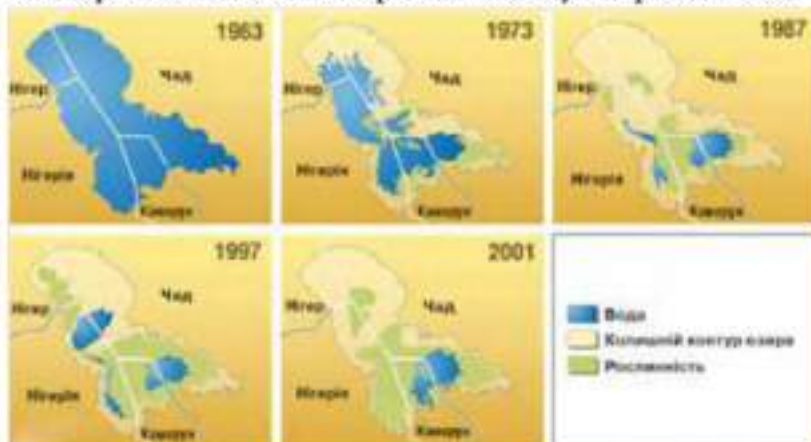 1963
Чад
Нігер
Нігерія
Камерун
1973
Чад
Нігер
Нігерія
Камерун
1987
Чад
Нігер
Нігерія
Камерун
1997
Чад
Нігер
Нігерія
Камерун
2001
Чад
Нігер
Нігерія
Камерун
Вода
Колишній контур озера
Рослинність